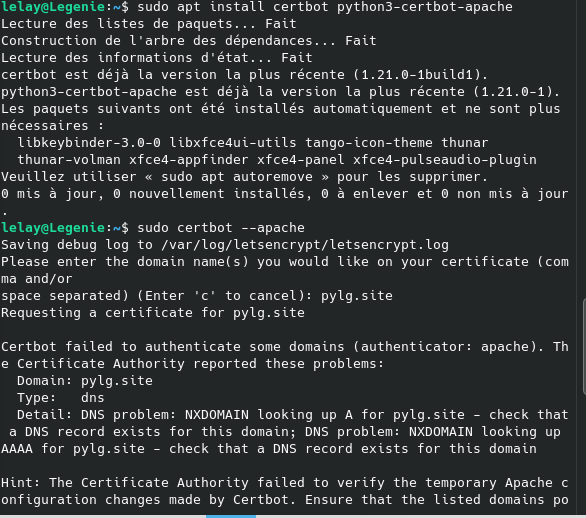 lelay@Legenie:~$ sudo apt install certbot python3-certbot-apache
Lecture des listes de paquets... Fait
Construction de l'arbre des dépendances... Fait
Lecture des informations d'état... Fait
certbot est déjà la version la plus récente (1.21.0-1build1).
python3-certbot-apache est déjà la version la plus récente (1.21.0-1).
Les paquets suivants ont été installés automatiquement et ne sont plus
nécessaires :
  libkeybinder-3.0-0 libxfce4ui-utils tango-icon-theme thunar
  thunar-volman xfce4-appfinder xfce4-panel xfce4-pulseaudio-plugin
Veuillez utiliser « sudo apt autoremove » pour les supprimer.
0 mis à jour, 0 nouvellement installés, 0 à enlever et 0 non mis à jour
.
lelay@Legenie:~$ sudo certbot --apache
Saving debug log to /var/log/letsencrypt/letsencrypt.log
Please enter the domain name(s) you would like on your certificate (com
ma and/or
space separated) (Enter 'c' to cancel): pylg.site
Requesting a certificate for pylg.site

Certbot failed to authenticate some domains (authenticator: apache). Th
e Certificate Authority reported these problems:
  Domain: pylg.site
  Type:   dns
  Detail: DNS problem: NXDOMAIN looking up A for pylg.site - check that
 a DNS record exists for this domain; DNS problem: NXDOMAIN looking up
AAAA for pylg.site - check that a DNS record exists for this domain

Hint: The Certificate Authority failed to verify the temporary Apache c
onfiguration changes made by Certbot. Ensure that the listed domains po